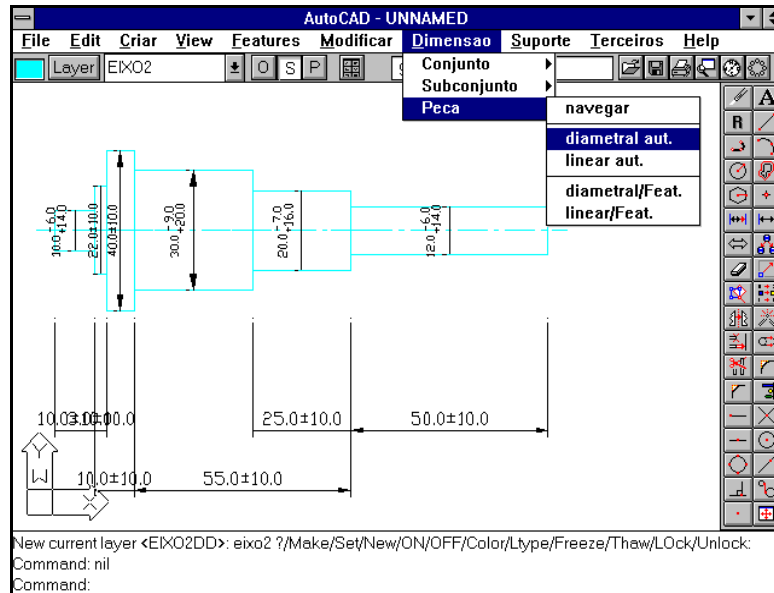 AutoCAD - UNNAMED
File Edit Criar View Features Modificar Dimensao Suporte Terceiros Help
Layer EIXO2 O S P
Conjunto
Subconjunto
Peca
navegar
diametral aut.
linear aut.
diametral/Feat.
linear/Feat.
A
R
10.0 -6.0 +14.0
22.0±10.0
40.0±10.0
30.0 -9.0 +20.0
20.0 -7.0 +16.0
12.0 -6.0 +14.0
25.0±10.0 50.0±10.0
10.0±10.0 55.0±10.0
Y
W
X
New current layer <EIXO2DD>: eixo2 ?/Make/Set/New/ON/OFF/Color/Ltype/Freeze/Thaw/LOck/Unlock:
Command: nil
Command: